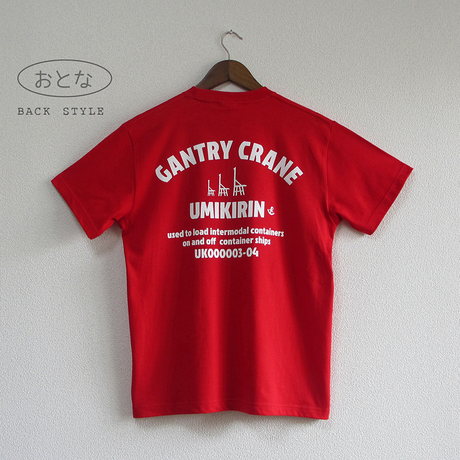 おとな
BACK STYLE
GANTRY CRANE
UMIKIRIN
used to load intermodal containers
on and off container ships
UK000003-04